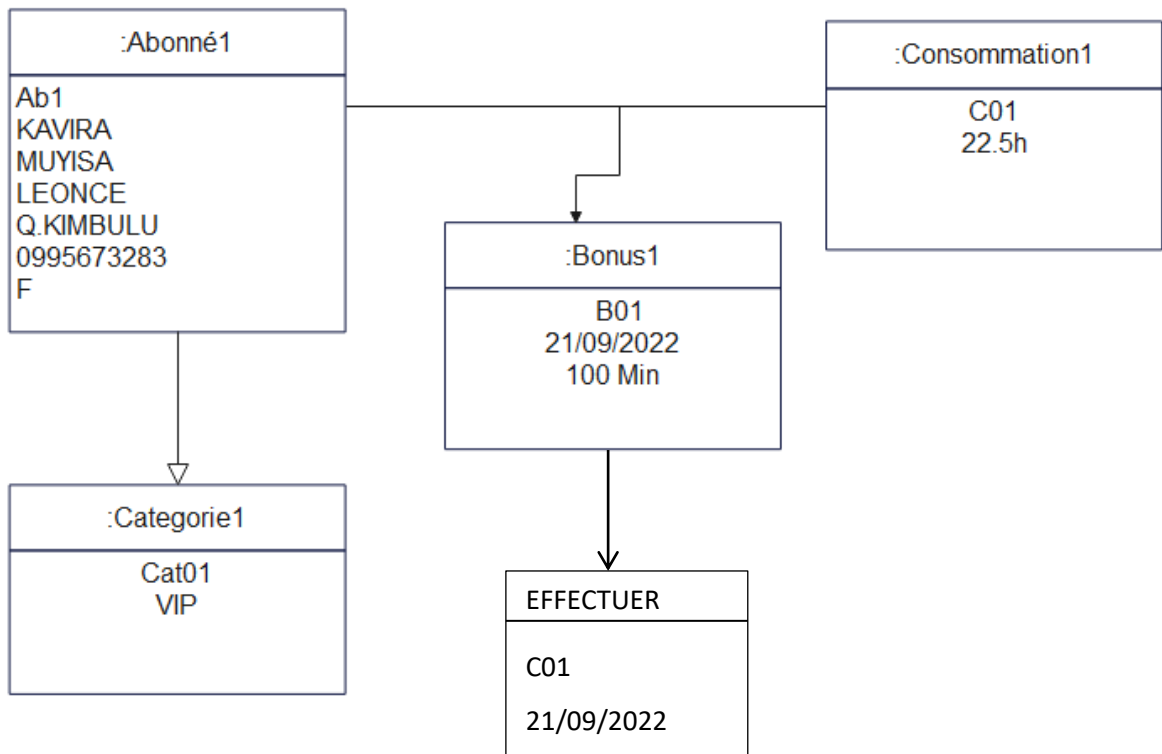 :Abonné1
Ab1
KAVIRA
MUYISA
LEONCE
Q.KIMBULU
0995673283
F
:Consommation1
C01
22.5h
:Bonus1
B01
21/09/2022
100 Min
:Categorie1
Cat01
VIP
EFFECTUER
C01
21/09/2022